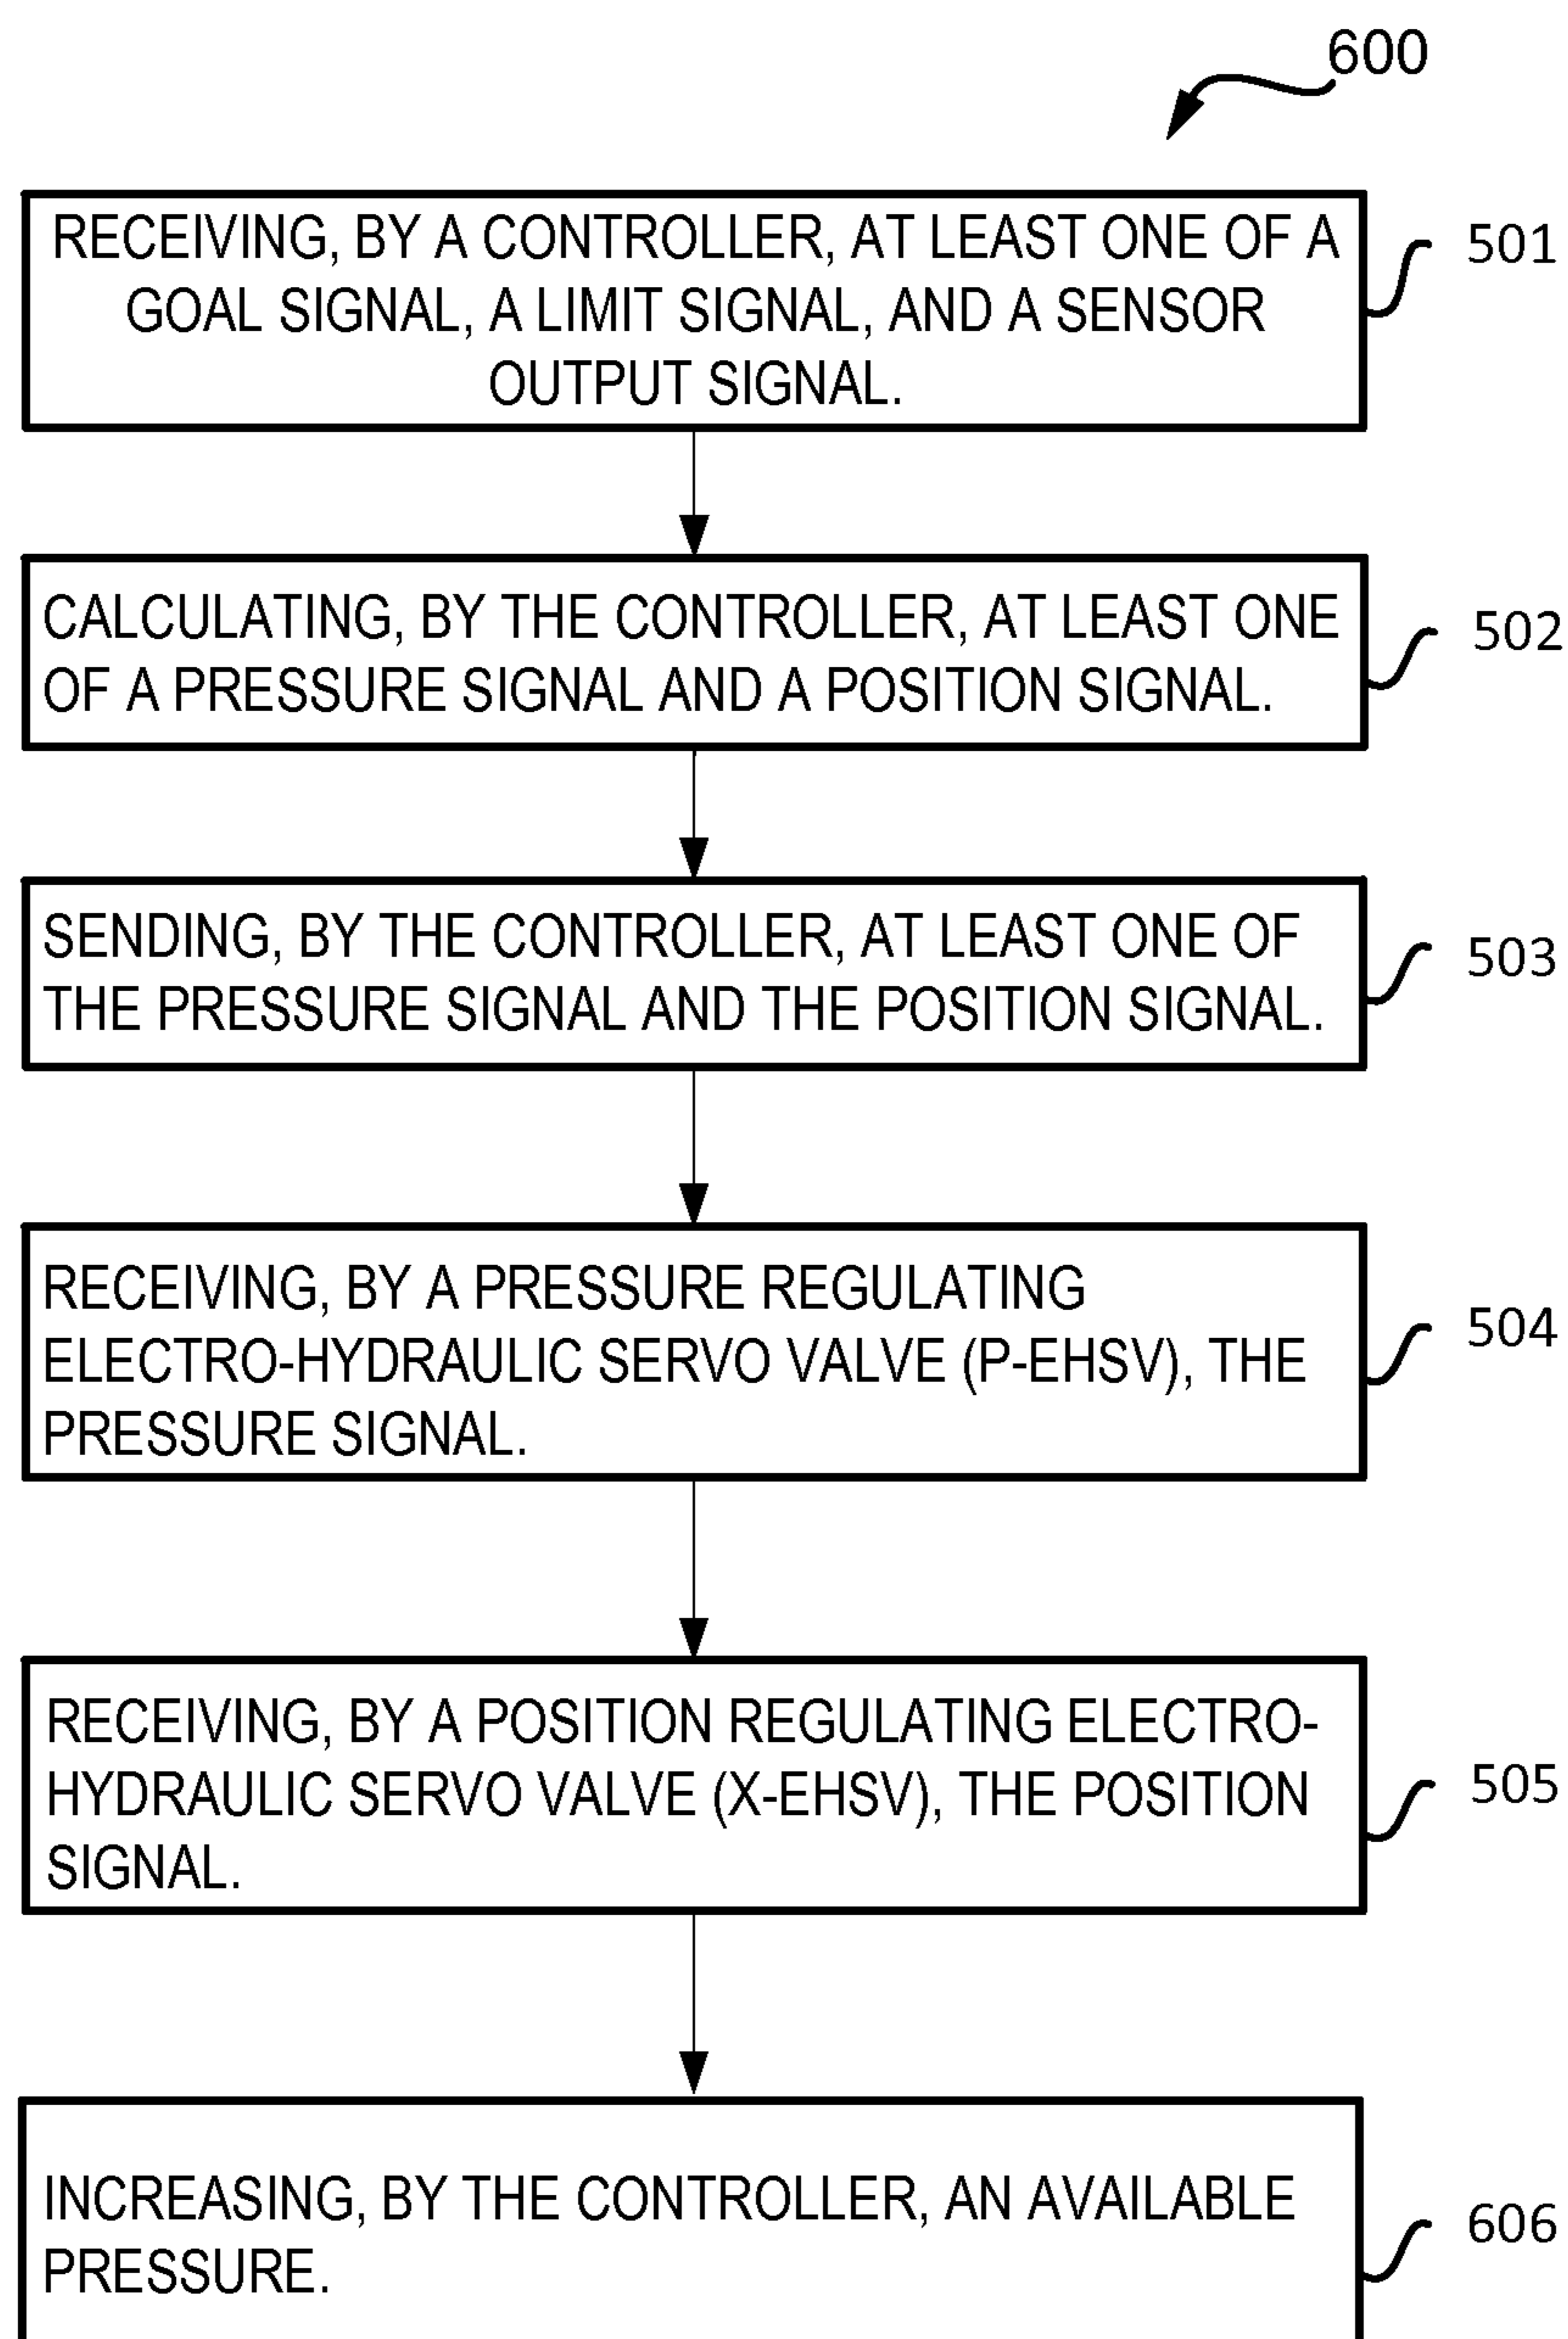 600
RECEIVING, BY A CONTROLLER, AT LEAST ONE OF A
GOAL SIGNAL, A LIMIT SIGNAL, AND A SENSOR
OUTPUT SIGNAL.
501
CALCULATING, BY THE CONTROLLER, AT LEAST ONE
OF A PRESSURE SIGNAL AND A POSITION SIGNAL.
502
SENDING, BY THE CONTROLLER, AT LEAST ONE OF
THE PRESSURE SIGNAL AND THE POSITION SIGNAL.
503
RECEIVING, BY A PRESSURE REGULATING
ELECTRO-HYDRAULIC SERVO VALVE (P-EHSV), THE
PRESSURE SIGNAL.
504
RECEIVING, BY A POSITION REGULATING ELECTRO-
HYDRAULIC SERVO VALVE (X-EHSV), THE POSITION
SIGNAL.
505
INCREASING, BY THE CONTROLLER, AN AVAILABLE
PRESSURE.
606